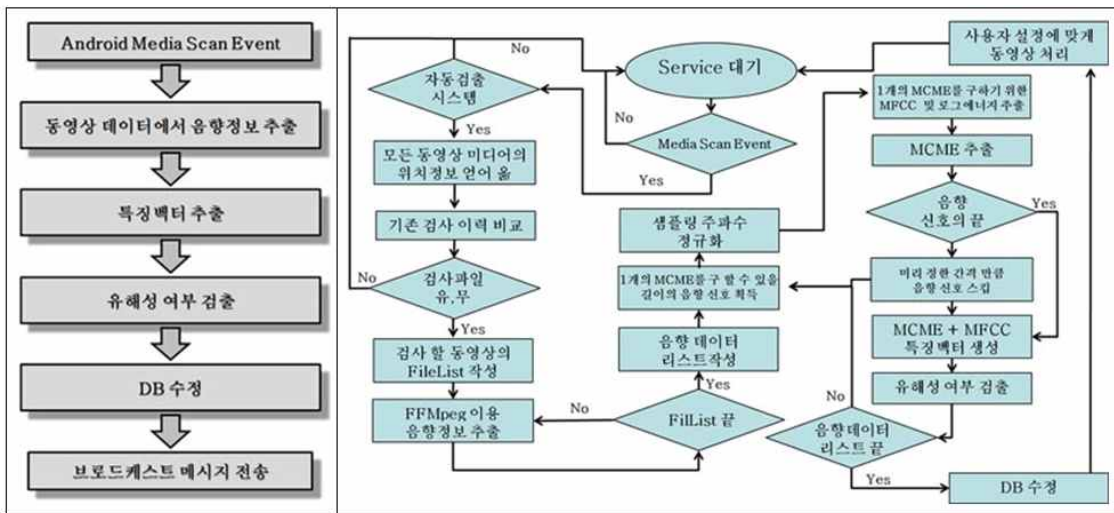 Android Media Scan Event
동영상 데이터에서 음향정보 추출
특징벡터 추출
유해성 여부 검출
DB 수정
브로드케스트 메시지 전송
No
Service 대기
사용자 설정에 맞게
동영상 처리
자동검출
시스템
No
Media Scan Event
1개의 MCME를 구하기 위한
MFCC 및 로그에너지 추출
Yes
Yes
모든 동영상 미디어의
위치정보 얻어 옮
MCME 추출
기존 검사 이력 비교
샘플링 주파수
정규화
음향
신호의 끝
Yes
No
검사파일
유,무
1개의 MCME를 구 할 수 있을
길이의 음향 신호 획득
미리 정한 간격 만큼
음향 신호 스킵
Yes
검사 할 동영상의
FileList 작성
음향 데이터
리스트작성
MCME + MFCC
특징벡터 생성
Yes
유해성 여부 검출
FFMpeg 이용
음향정보 추출
No
FilList 끝
No
음향데이터
리스트 끝
Yes
DB 수정